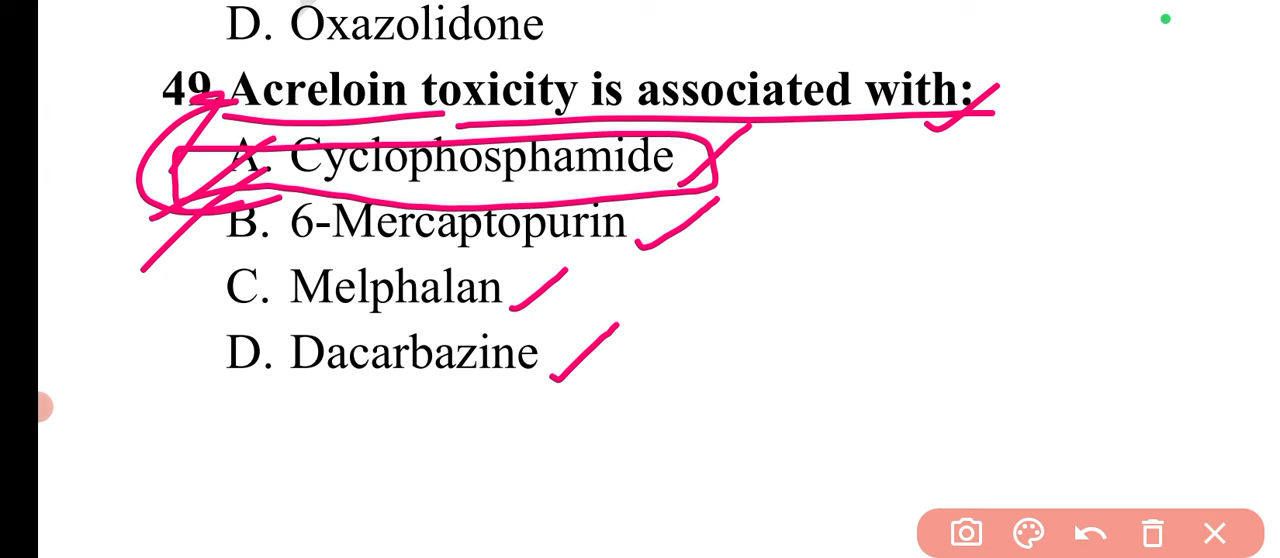 D. Oxazolidone
49. Acreloin toxicity is associated with:
A. Cyclophosphamide
B. 6-Mercaptopurin
C. Melphalan
D. Dacarbazine